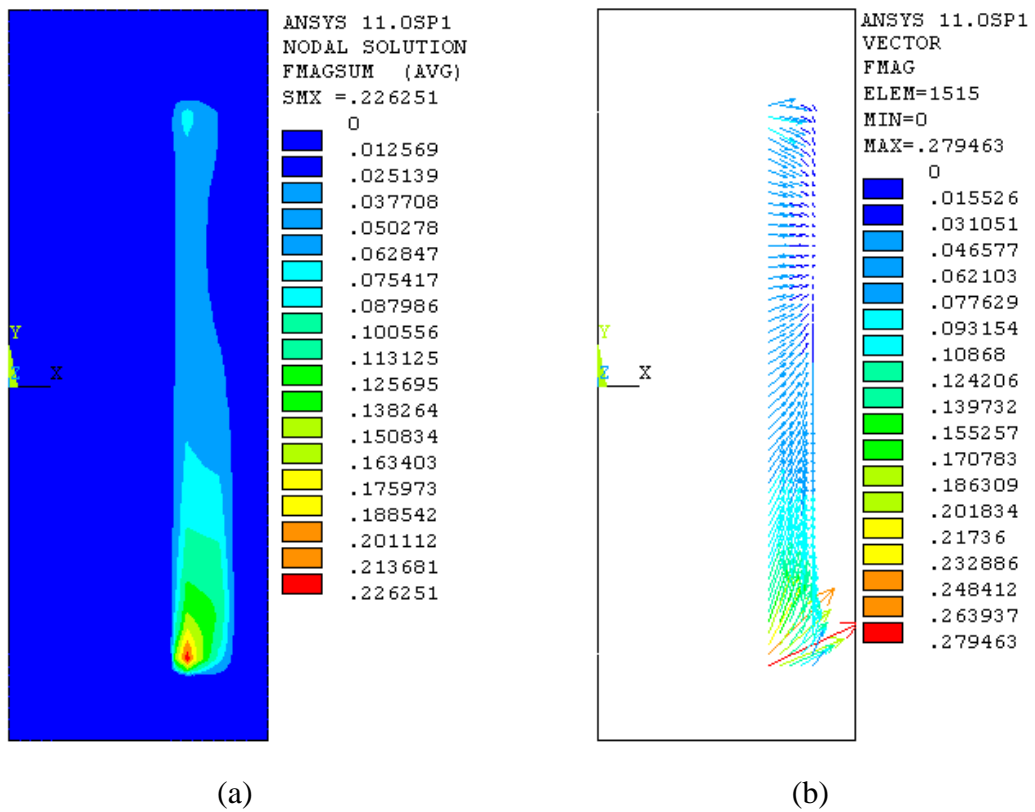 ANSYS 11.0SP1
NODAL SOLUTION
FMAGSUM (AVG)
SMX =.226251
0
.012569
.025139
.037708
.050278
.062847
.075417
.087986
.100556
.113125
.125695
.138264
.150834
.163403
.175973
.188542
.201112
.213681
.226251
Y
Z X
(a)
ANSYS 11.0SP1
VECTOR
FMAG
ELEM=1515
MIN=0
MAX=.279463
0
.015526
.031051
.046577
.062103
.077629
.093154
.10868
.124206
.139732
.155257
.170783
.186309
.201834
.21736
.232886
.248412
.263937
.279463
Y
Z X
(b)